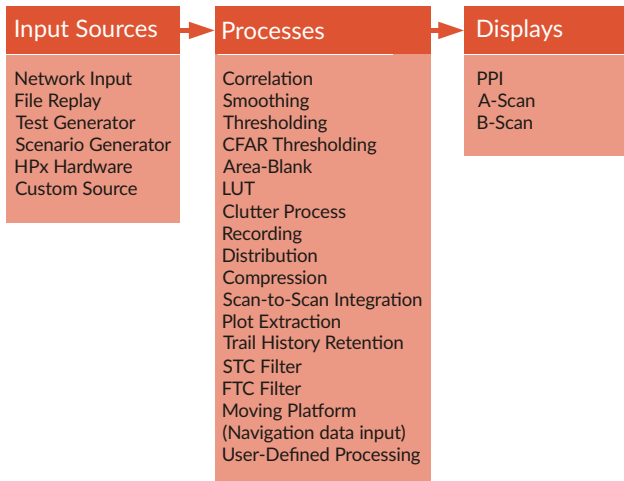 Input Sources
Network Input
File Replay
Test Generator
Scenario Generator
HPx Hardware
Custom Source
Processes
Correlation
Smoothing
Thresholding
CFAR Thresholding
Area-Blank
LUT
Clutter Process
Recording
Distribution
Compression
Scan-to-Scan Integration
Plot Extraction
Trail History Retention
STC Filter
FTC Filter
Moving Platform
(Navigation data input)
User-Defined Processing
Displays
PPI
A-Scan
B-Scan